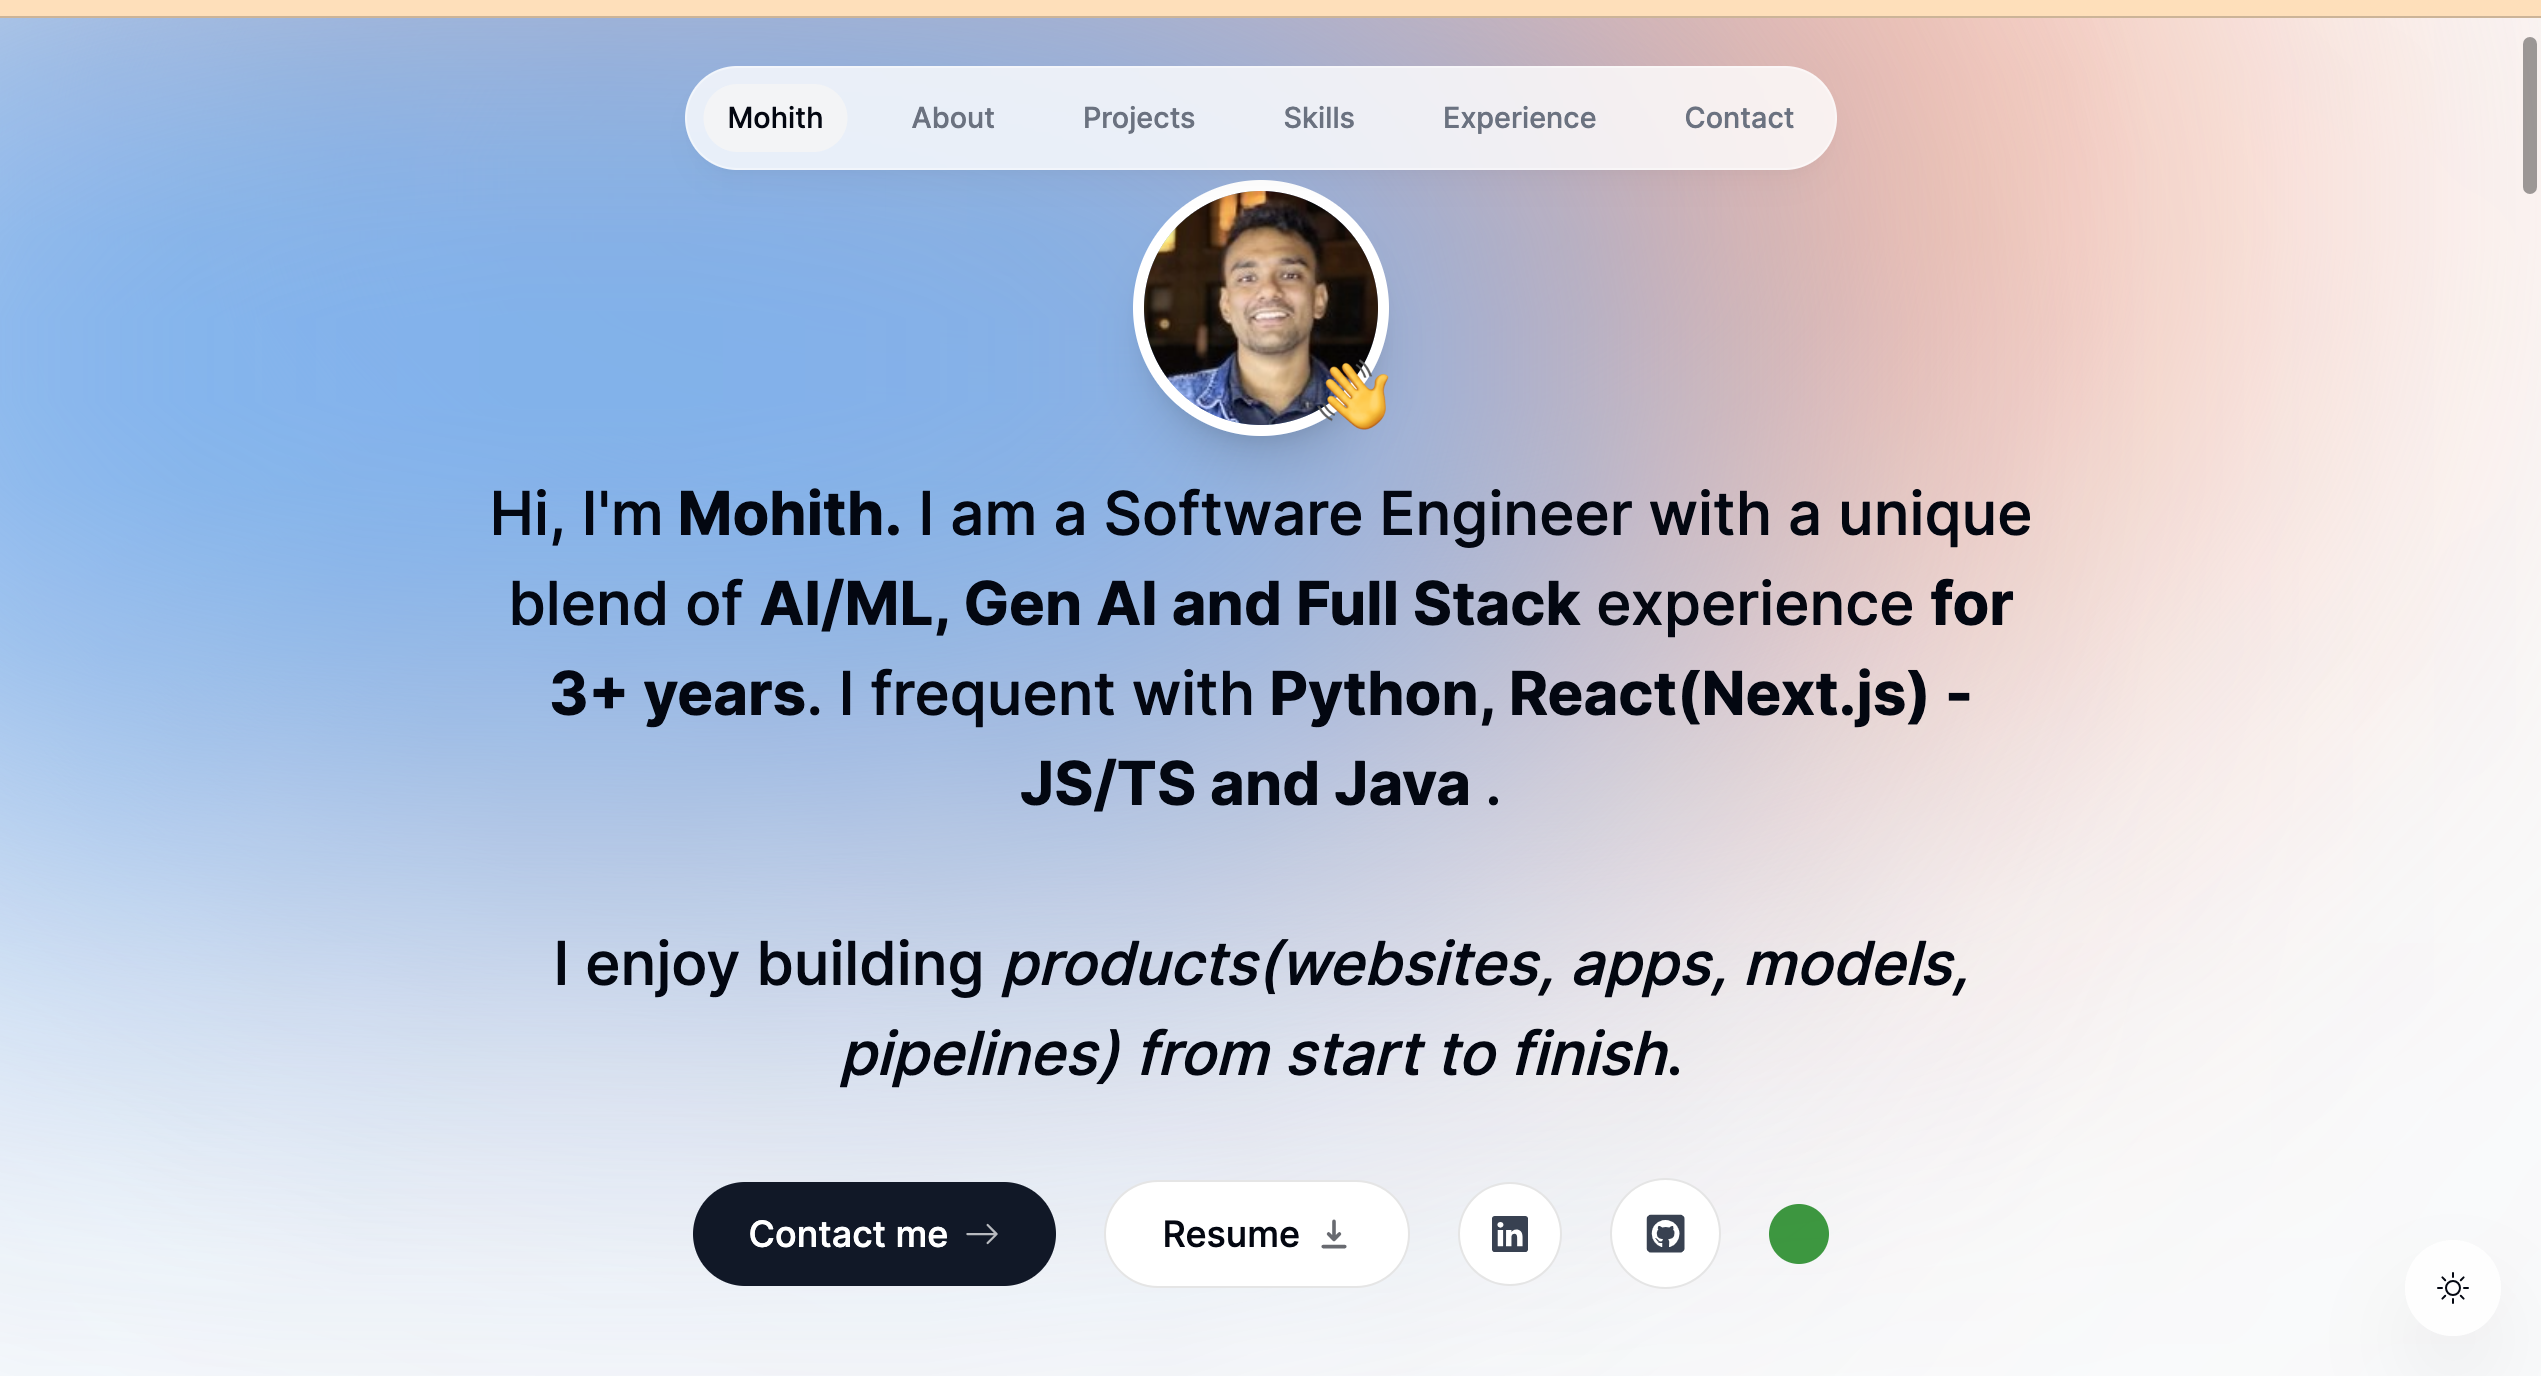 Mohith About Projects Skills Experience Contact
Hi, I'm Mohith. I am a Software Engineer with a unique
blend of AI/ML, Gen AI and Full Stack experience for
3+ years. I frequent with Python, React(Next.js) -
JS/TS and Java .
I enjoy building products(websites, apps, models,
pipelines) from start to finish.
Contact me → Resume in